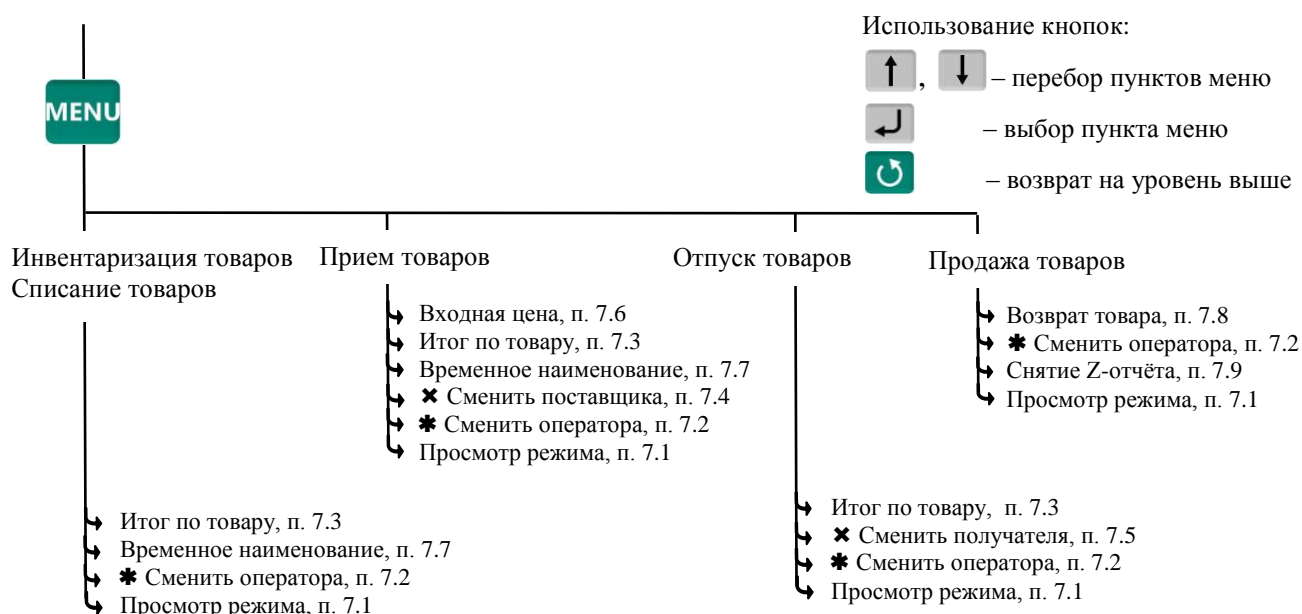 Использование кнопок:
, – перебор пунктов меню
MENU
– выбор пункта меню
– возврат на уровень выше
Инвентаризация товаров
Списание товаров
Итог по товару, п. 7.3
Временное наименование, п. 7.7
✱ Сменить оператора, п. 7.2
Просмотр режима, п. 7.1
Прием товаров
Входная цена, п. 7.6
Итог по товару, п. 7.3
Временное наименование, п. 7.7
✖ Сменить поставщика, п. 7.4
✱ Сменить оператора, п. 7.2
Просмотр режима, п. 7.1
Отпуск товаров
Итог по товару, п. 7.3
✖ Сменить получателя, п. 7.5
✱ Сменить оператора, п. 7.2
Просмотр режима, п. 7.1
Продажа товаров
Возврат товара, п. 7.8
✱ Сменить оператора, п. 7.2
Снятие Z-отчёта, п. 7.9
Просмотр режима, п. 7.1